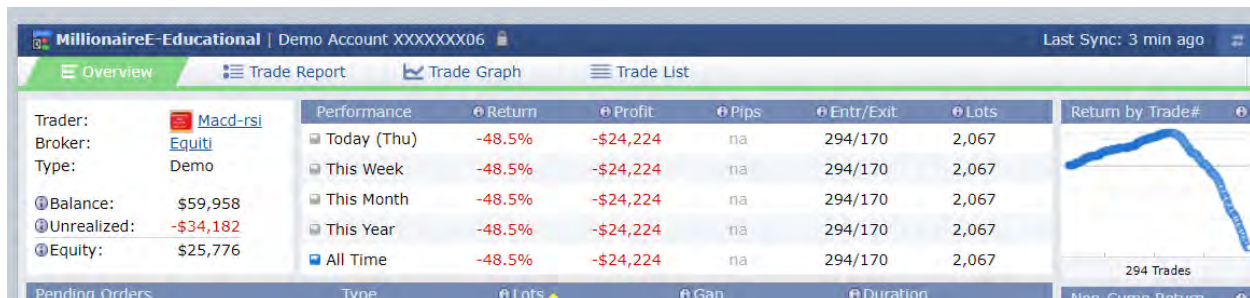 MillionaireE-Educational | Demo Account XXXXXXX06 Last Sync: 3 min ago
Overview Trade Report Trade Graph Trade List
Trader: Macd-rsi
Broker: Equiti
Type: Demo
Balance: $59,958
Unrealized: -$34,182
Equity: $25,776
Performance Return Profit Pips Entr/Exit Lots
Today (Thu) -48.5% -$24,224 na 294/170 2,067
This Week -48.5% -$24,224 na 294/170 2,067
This Month -48.5% -$24,224 na 294/170 2,067
This Year -48.5% -$24,224 na 294/170 2,067
All Time -48.5% -$24,224 na 294/170 2,067
Return by Trade#
294 Trades
Pending Orders Type Lots Gap Duration
Non-Cump Return